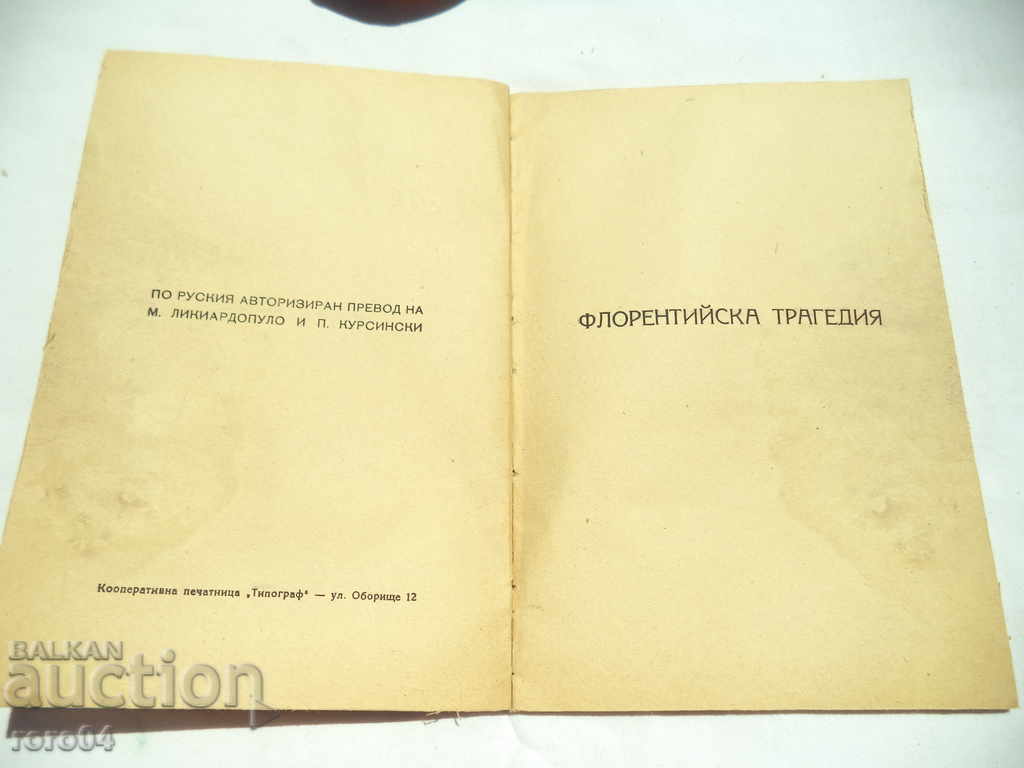 ПО РУСКИЯ АВТОРИЗИРАН ПРЕВОД НА
М. ЛИКИАРДОПУЛО И П. КУРСИНСКИ
Кооперативна печатница „Типограф“ — ул. Оборище 12
ФЛОРЕНТИЙСКА ТРАГЕДИЯ
BALKAN
auction
roro04